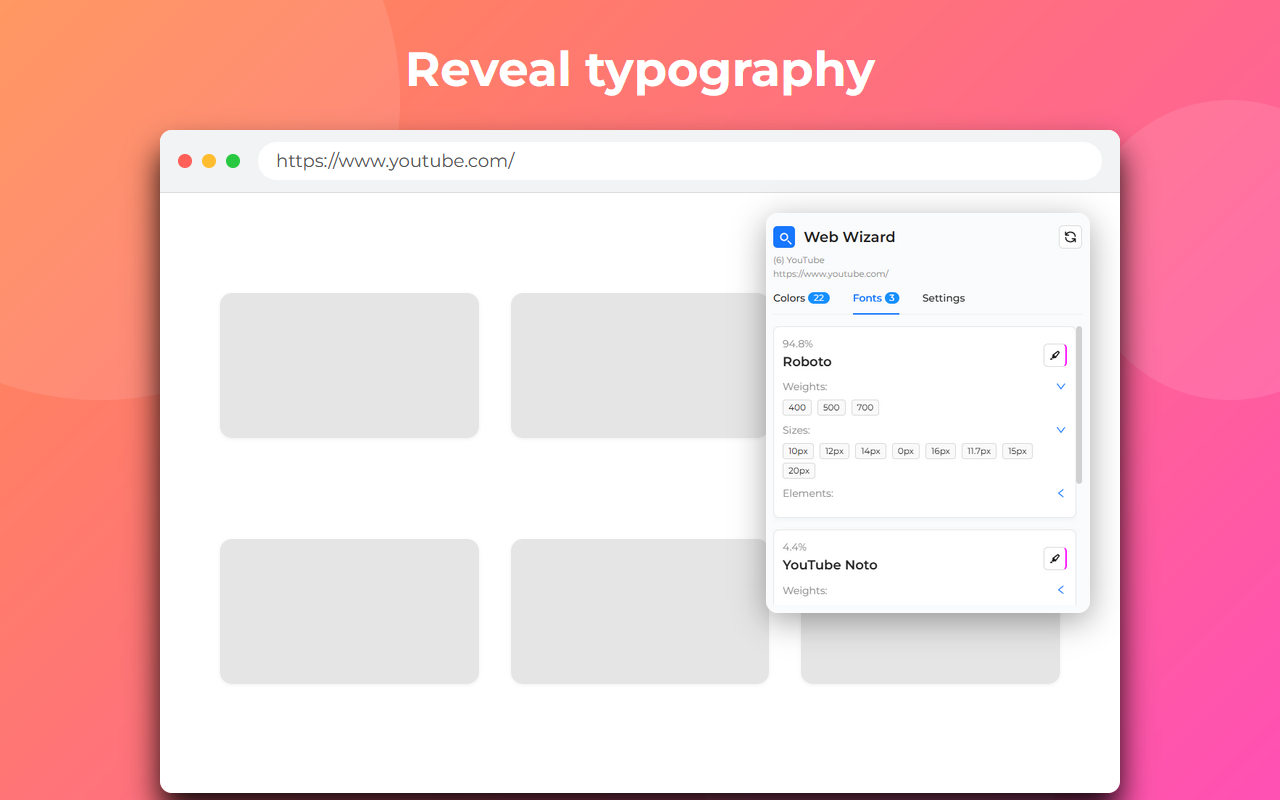 Reveal typography
https://www.youtube.com/
Web Wizard
(6) YouTube
https://www.youtube.com/
Colors 22 Fonts 3 Settings
94.8%
Roboto
Weights:
400 500 700
Sizes:
10px 12px 14px 0px 16px 11.7px 15px
20px
Elements:
4.4%
YouTube Noto
Weights: